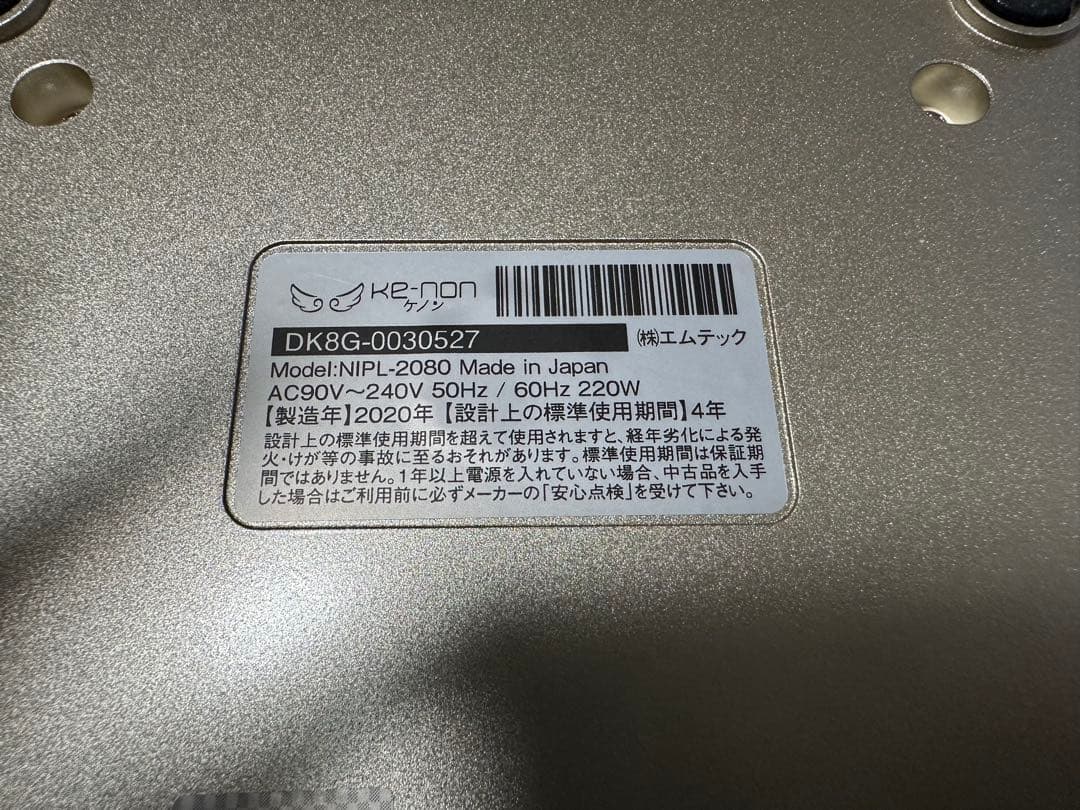 ke-non
ケノン
DK8G-0030527
㈱エムテック
Model:NIPL-2080 Made in Japan
AC90V～240V 50Hz / 60Hz 220W
【製造年】2020年【設計上の標準使用期間】4年
設計上の標準使用期間を超えて使用されますと、経年劣化による発
火・けが等の事故に至るおそれがあります。標準使用期間は保証期
間ではありません。1年以上電源を入れていない場合、中古品を入手
した場合はご利用前に必ずメーカーの「安心点検」を受けて下さい。